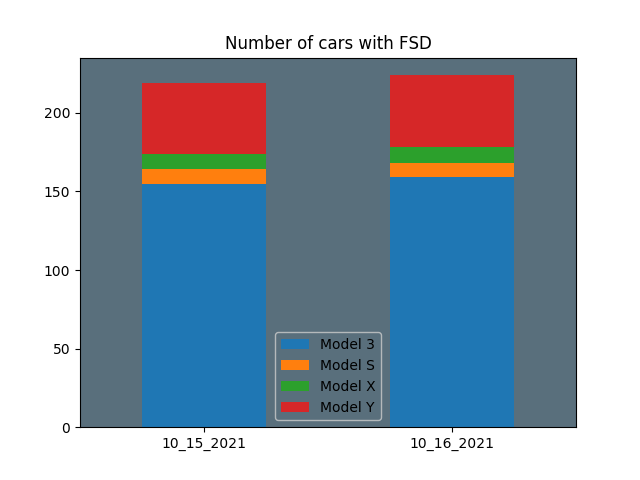 Number of cars with FSD
200
150
100
50
0
Model 3
Model S
Model X
Model Y
10_15_2021
10_16_2021